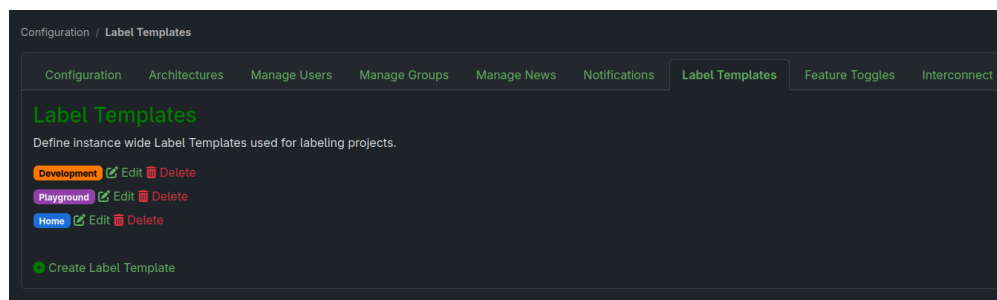 Configuration / Label Templates
Configuration Architectures Manage Users Manage Groups Manage News Notifications Label Templates Feature Toggles Interconnect
Label Templates
Define instance wide Label Templates used for labeling projects.
Development Edit Delete
Playground Edit Delete
Home Edit Delete
Create Label Template